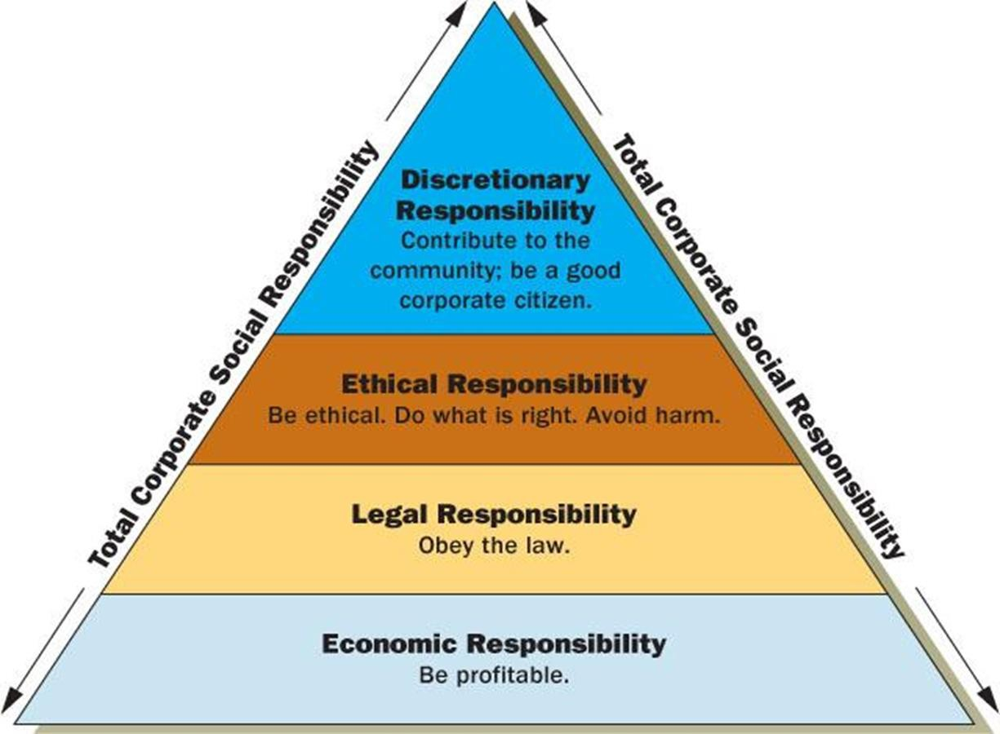 Total Corporate Social Responsibility
Total Corporate Social Responsibility
Discretionary
Responsibility
Contribute to the
community; be a good
corporate citizen.
Ethical Responsibility
Be ethical. Do what is right. Avoid harm.
Legal Responsibility
Obey the law.
Economic Responsibility
Be profitable.